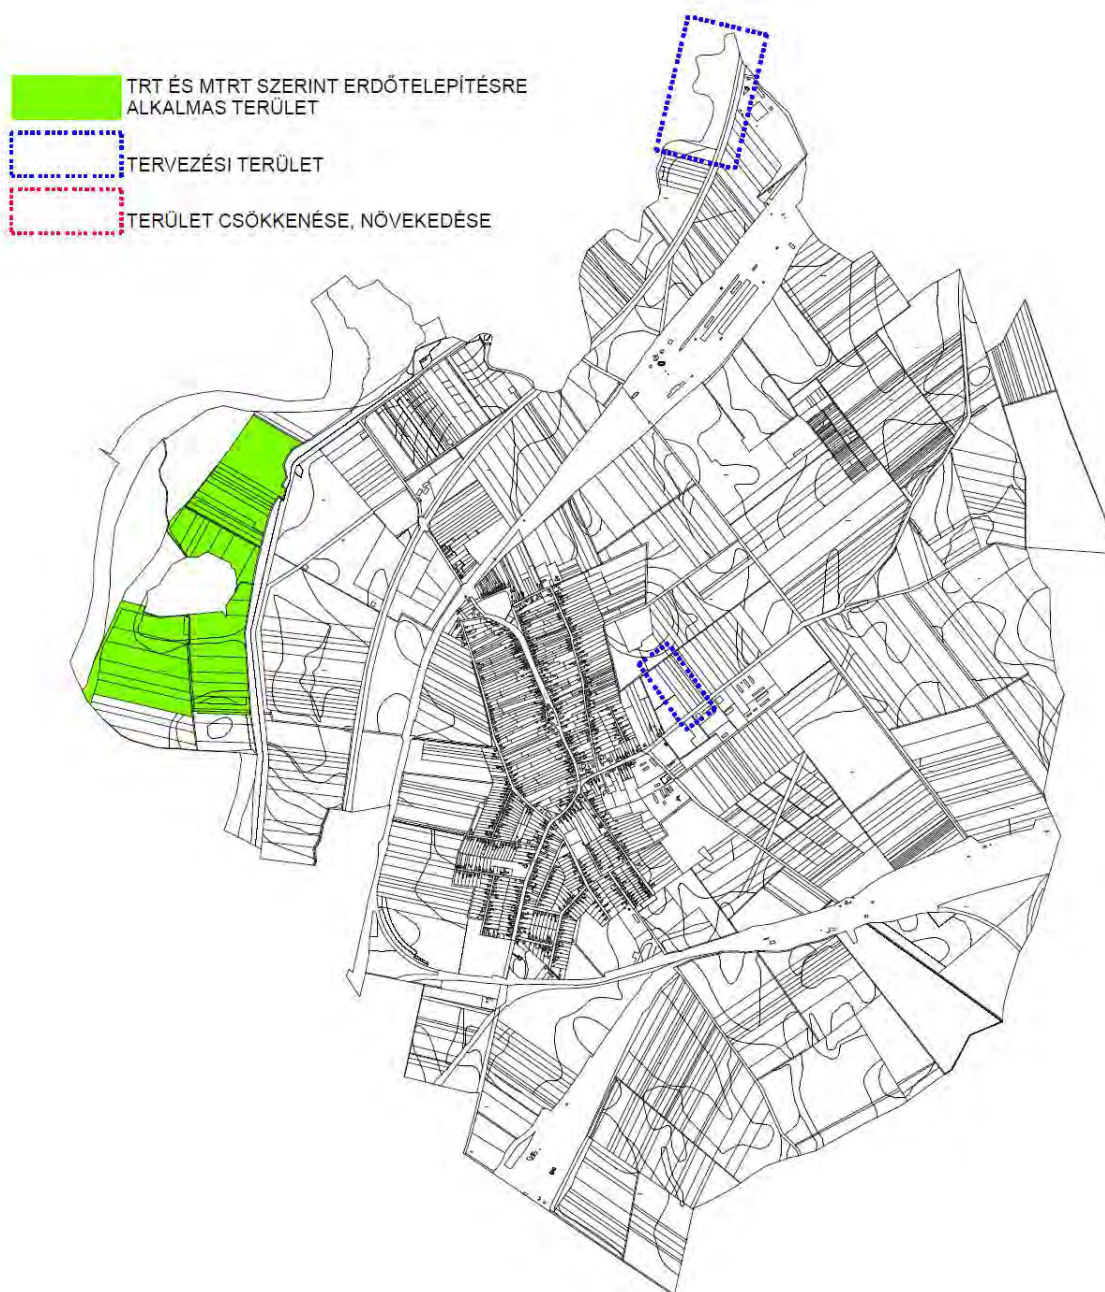 TRT ÉS MTRT SZERINT ERDŐTELEPÍTÉSRE
ALKALMAS TERÜLET
TERVEZÉSI TERÜLET
TERÜLET CSÖKKENÉSE, NÖVEKEDÉSE